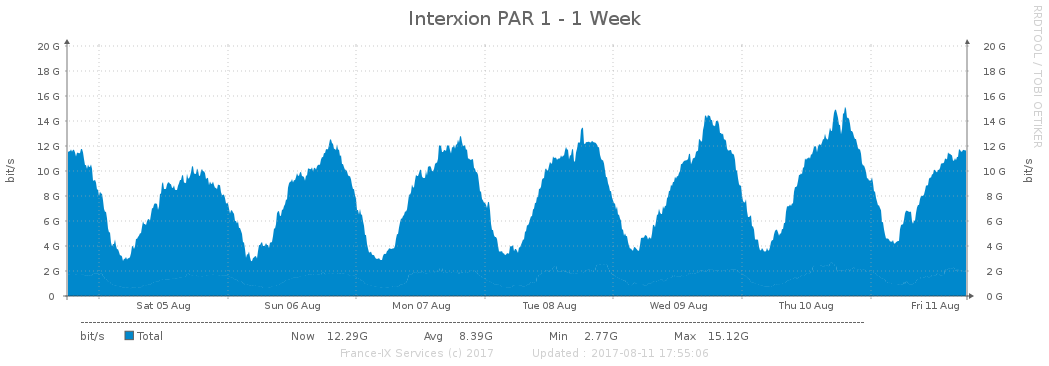 Interxion PAR 1 - 1 Week
RRDTOOL / TOBI OETIKER
20 G 20 G
18 G 18 G
16 G 16 G
14 G 14 G
12 G 12 G
10 G 10 G
8 G 8 G
6 G 6 G
4 G 4 G
2 G 2 G
0 0 G
bit/s bit/s
Sat 05 Aug Sun 06 Aug Mon 07 Aug Tue 08 Aug Wed 09 Aug Thu 10 Aug Fri 11 Aug
bit/s Total Now 12.29G Avg 8.39G Min 2.77G Max 15.12G
France-IX Services (c) 2017 Updated : 2017-08-11 17:55:06